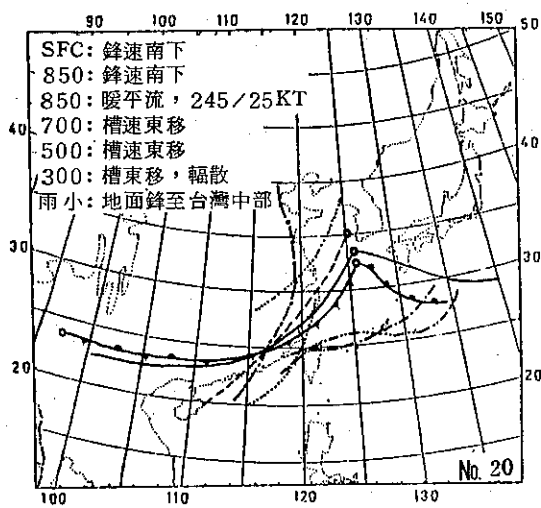 90 100 110 120 130 140 150 50
SFC: 鋒速南下
850: 鋒速南下
850: 暖平流,245/25KT
700: 槽速東移
500: 槽速東移
300: 槽東移,輻散
雨小: 地面鋒至台灣中部
40 40
30 30
20 20
No. 20
100 110 120 130